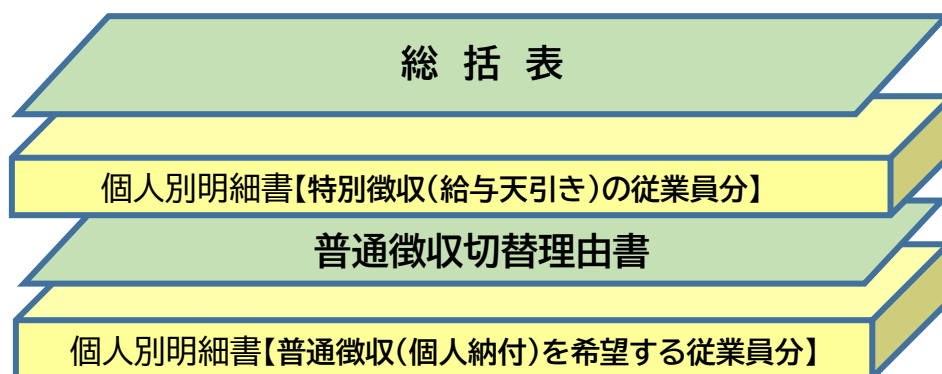 総 括 表
個人別明細書【特別徴収(給与天引き)の従業員分】
普通徴収切替理由書
個人別明細書【普通徴収(個人納付)を希望する従業員分】